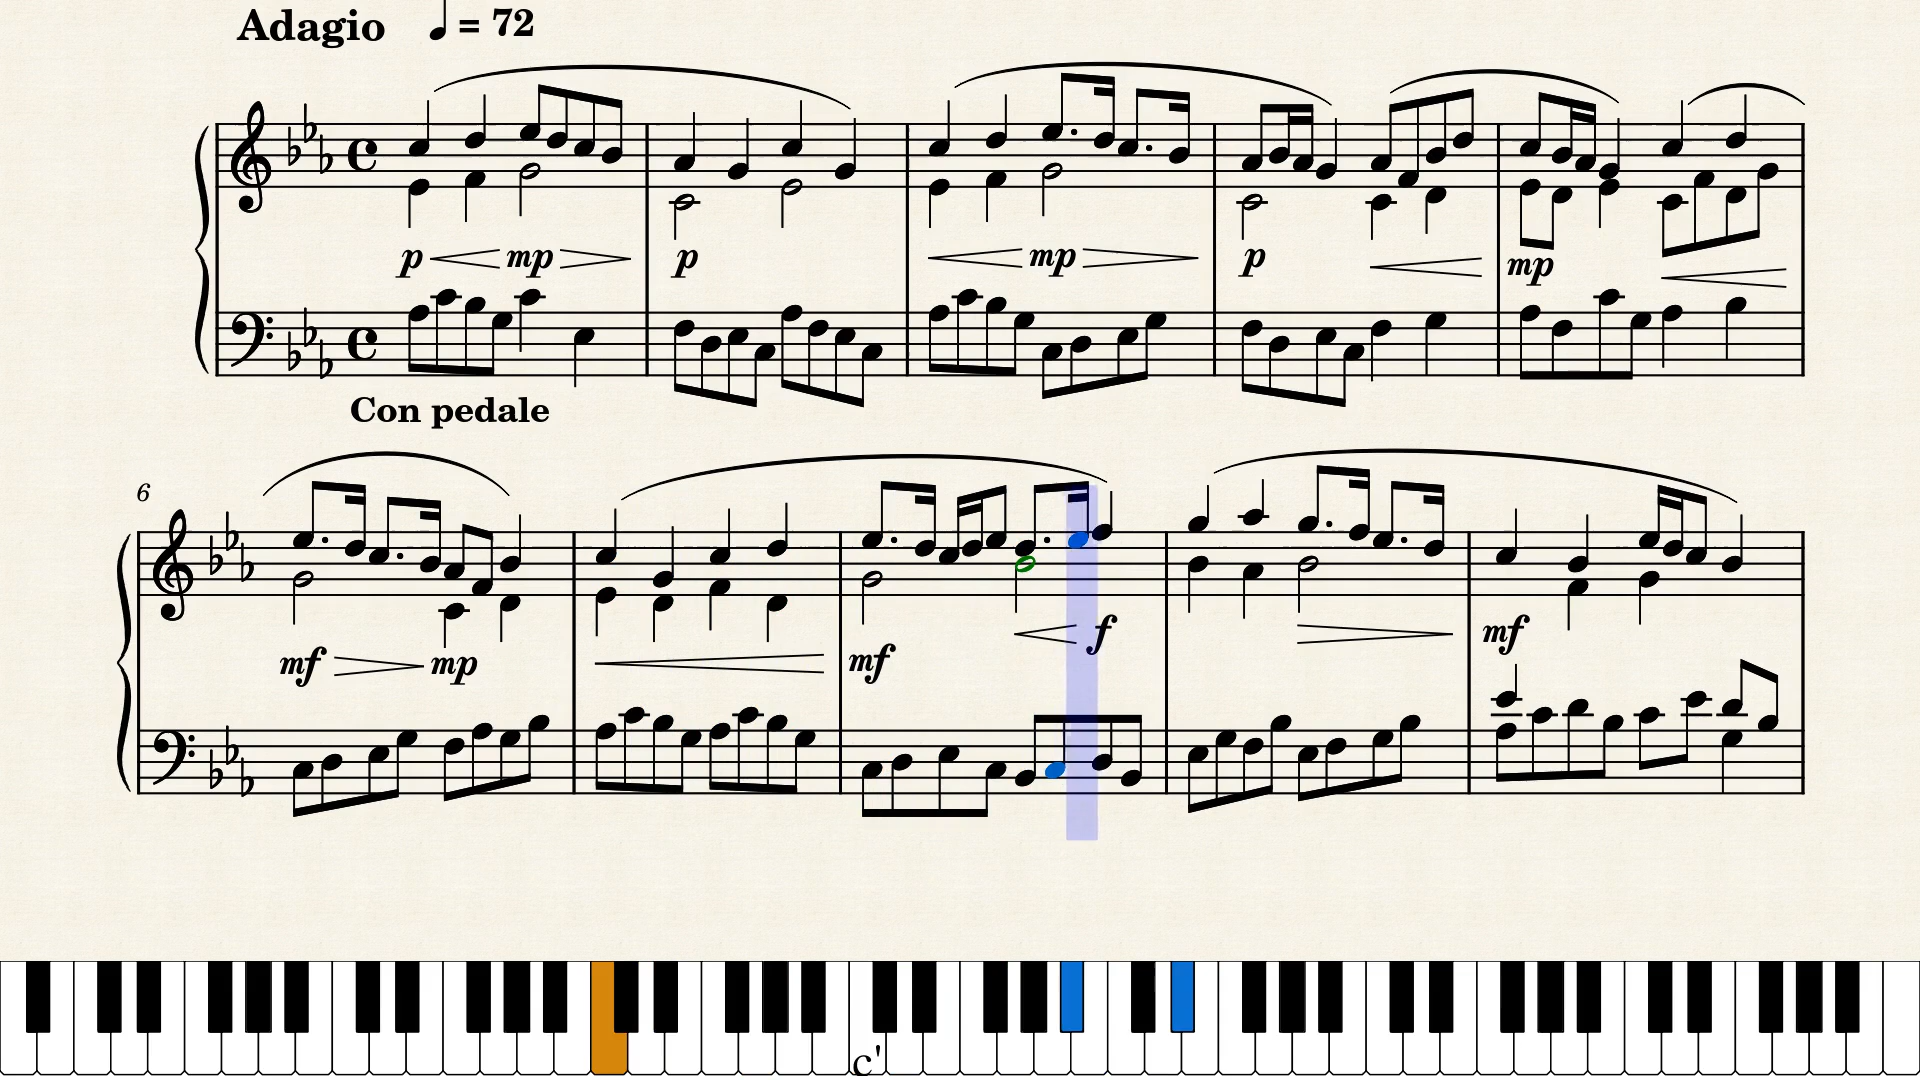 Adagio ♩ = 72
p mp p mp p mp
Con pedale
6
mf mp mf f mf
c'